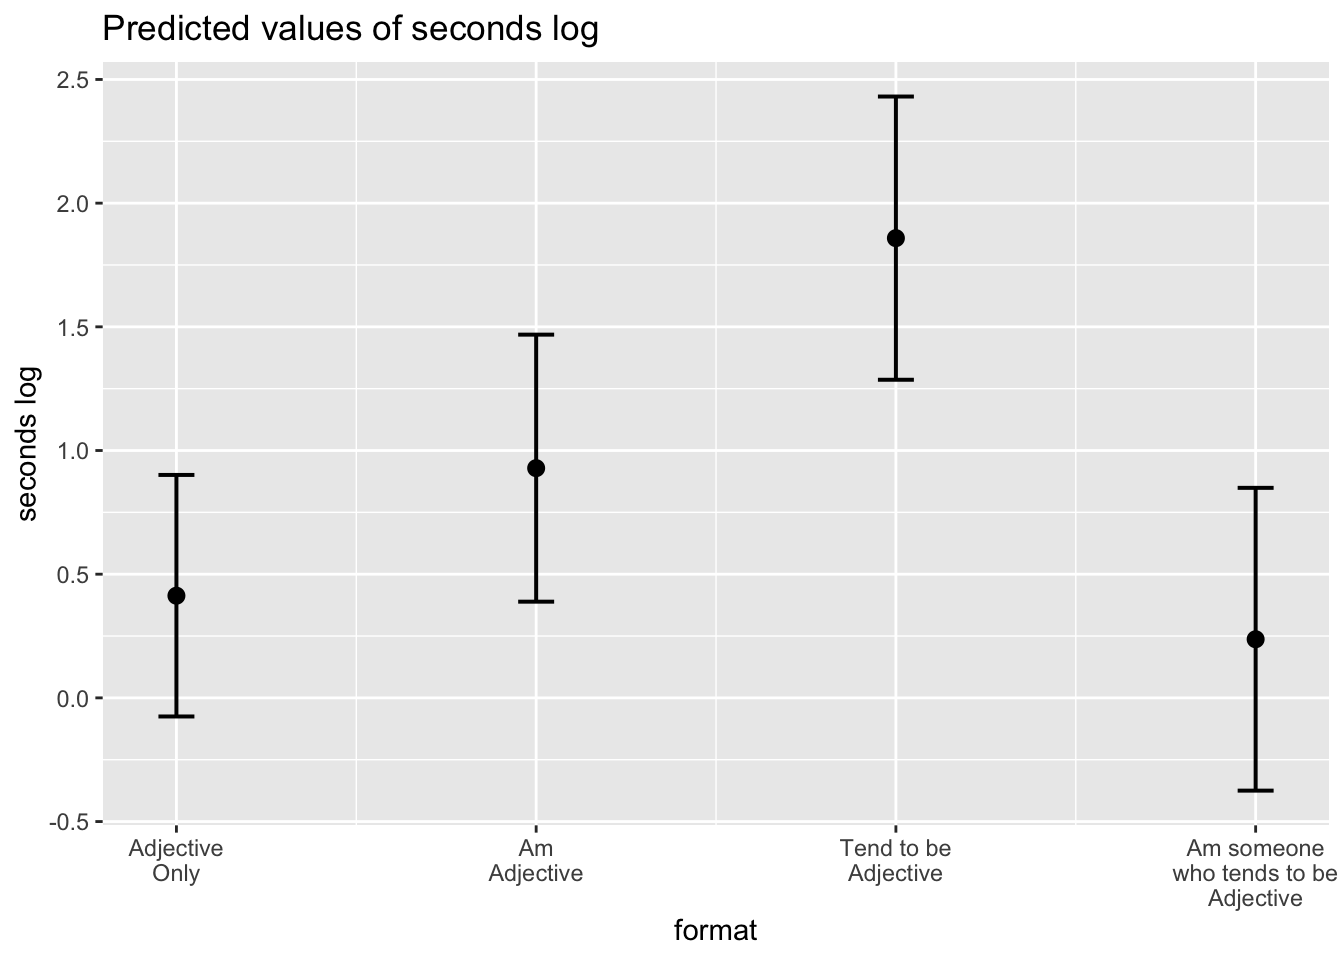 Predicted values of seconds log
seconds log
2.5
2.0
1.5
1.0
0.5
0.0
-0.5
Adjective
Only
Am
Adjective
Tend to be
Adjective
Am someone
who tends to be
Adjective
format